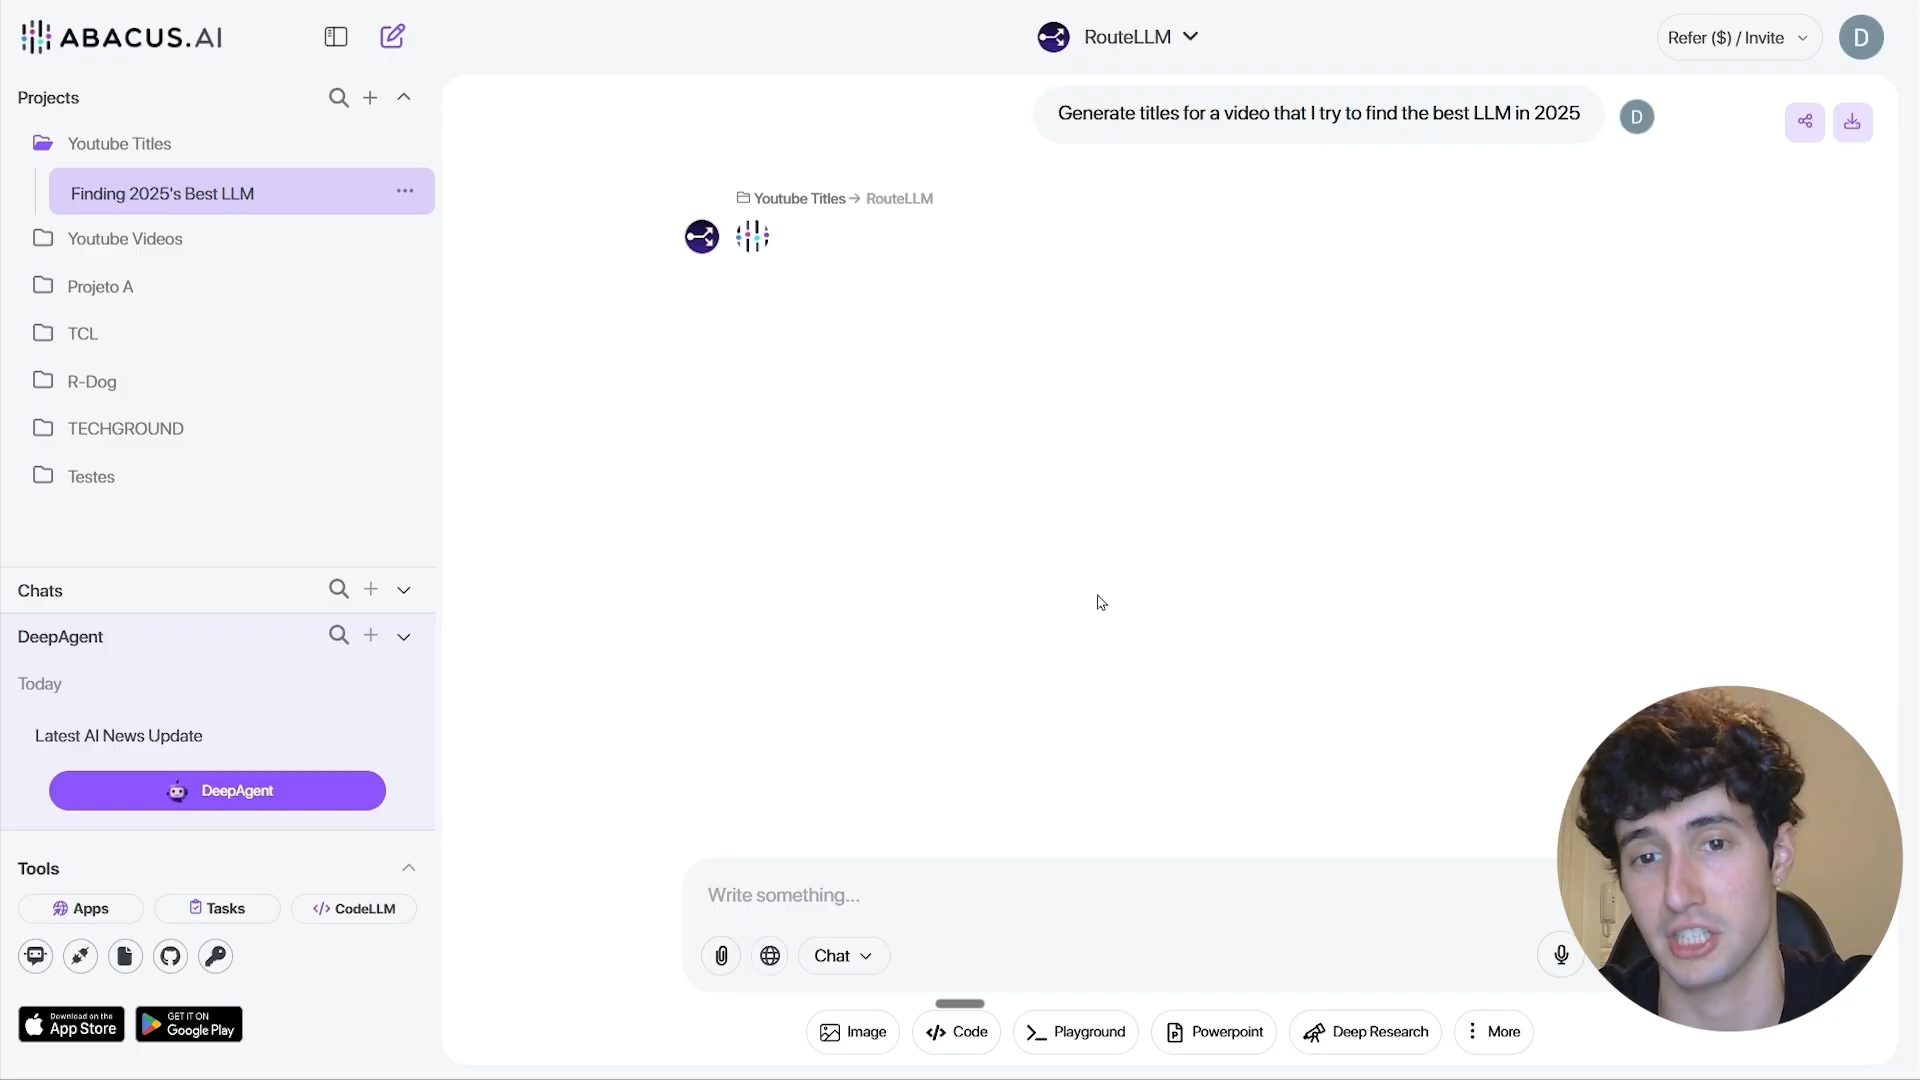 ABACUS.AI
RouteLLM
Refer ($) / Invite
D
Projects
Youtube Titles
Finding 2025's Best LLM
Youtube Videos
Projeto A
TCL
R-Dog
TECHGROUND
Testes
Chats
DeepAgent
Today
Latest AI News Update
DeepAgent
Tools
Apps
Tasks
</> CodeLLM
Download on the
App Store
GET IT ON
Google Play
Generate titles for a video that I try to find the best LLM in 2025
D
Youtube Titles → RouteLLM
Write something...
Chat
Image
</> Code
Playground
Powerpoint
Deep Research
More